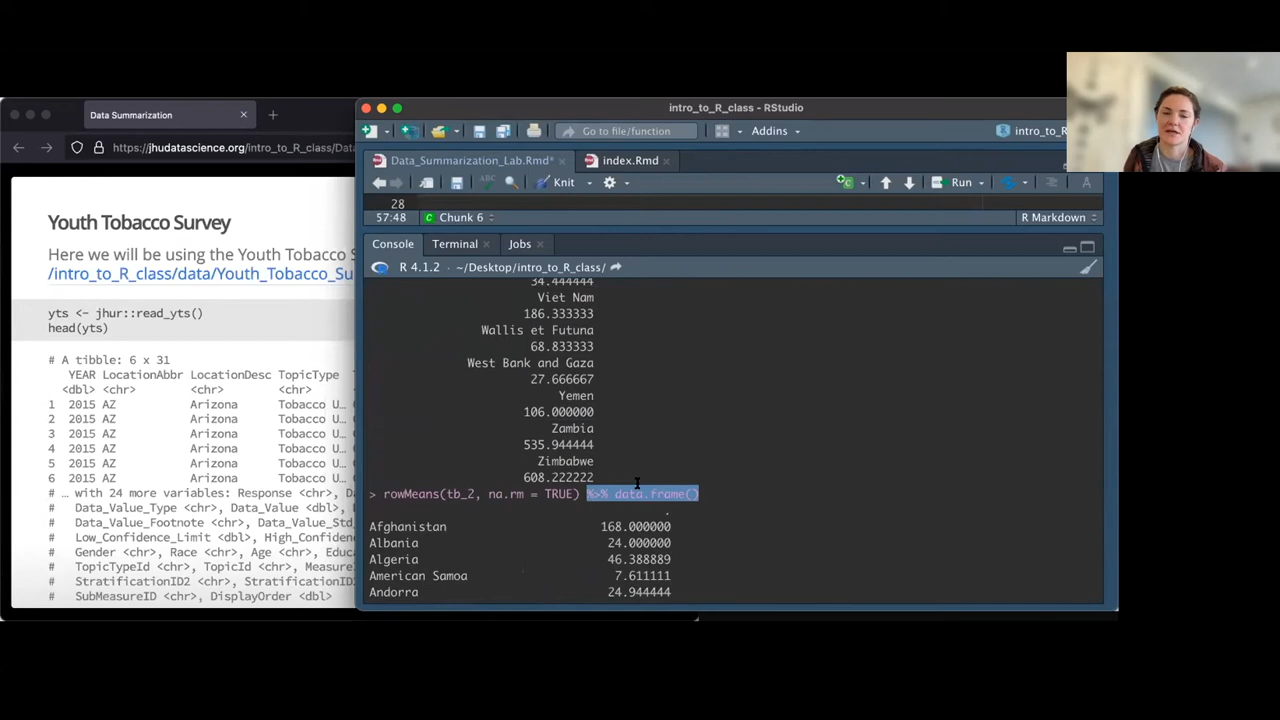 Data Summarization
https://jhudatascience.org/intro_to_R_class/Dat
Youth Tobacco Survey
Here we will be using the Youth Tobacco S
/intro_to_R_class/data/Youth_Tobacco_Su
yts <- jhur::read_yts()
head(yts)
# A tibble: 6 x 31
YEAR LocationAbbr LocationDesc TopicType
<dbl> <chr> <chr> <chr>
1 2015 AZ Arizona Tobacco U…
2 2015 AZ Arizona Tobacco U…
3 2015 AZ Arizona Tobacco U…
4 2015 AZ Arizona Tobacco U…
5 2015 AZ Arizona Tobacco U…
6 2015 AZ Arizona Tobacco U…
# … with 24 more variables: Response <chr>,
# Data_Value_Type <chr>, Data_Value <dbl>,
# Data_Value_Footnote <chr>, Data_Value_Std_
# Low_Confidence_Limit <dbl>, High_Confidenc
# Gender <chr>, Race <chr>, Age <chr>, Educa
# TopicTypeId <chr>, TopicId <chr>, MeasureI
# StratificationID2 <chr>, StratificationID
# SubMeasureID <chr>, DisplayOrder <dbl>
intro_to_R_class - RStudio
Go to file/function
Addins
intro_to_R
Data_Summarization_Lab.Rmd*
index.Rmd
ABC
Knit
Run
28
57:48
Chunk 6
R Markdown
Console
Terminal
Jobs
R 4.1.2 · ~/Desktop/intro_to_R_class/
34.444444
Viet Nam
186.333333
Wallis et Futuna
68.833333
West Bank and Gaza
27.666667
Yemen
106.000000
Zambia
535.944444
Zimbabwe
608.222222
> rowMeans(tb_2, na.rm = TRUE) %>% data.frame()
.
Afghanistan 168.000000
Albania 24.000000
Algeria 46.388889
American Samoa 7.611111
Andorra 24.944444